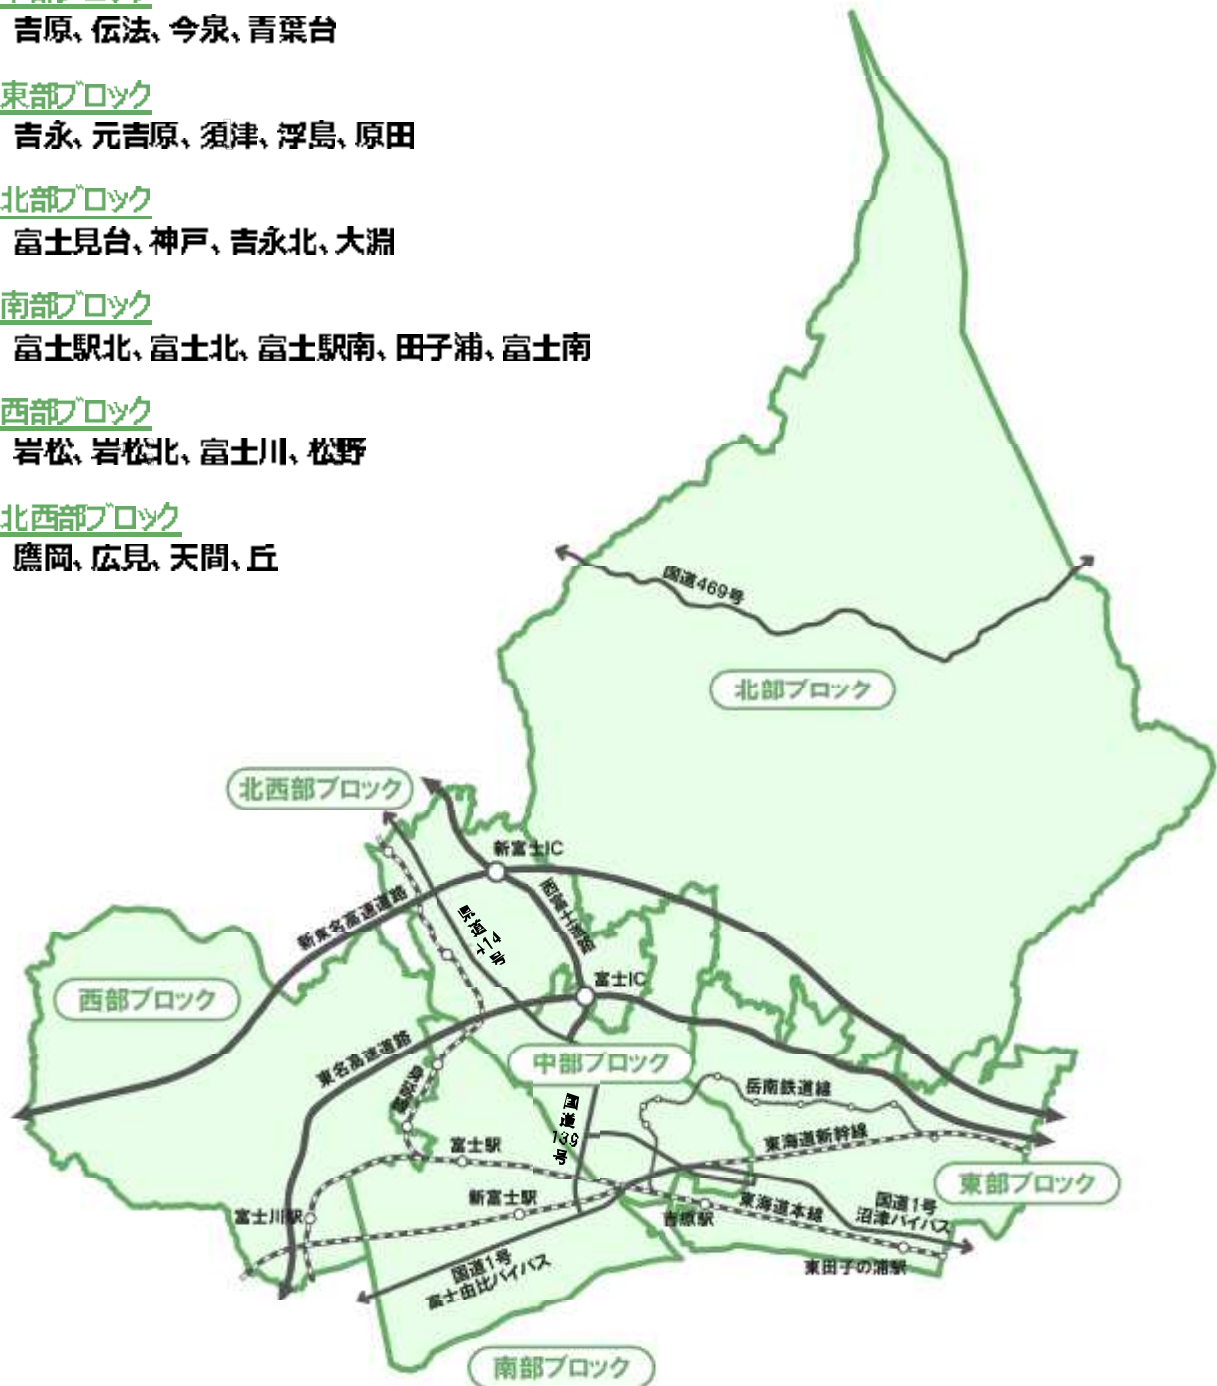 吉原、伝法、今泉、青葉台
東部ブロック
吉永、元吉原、須津、浮島、原田
北部ブロック
富士見台、神戸、吉永北、大淵
南部ブロック
富士駅北、富士北、富士駅南、田子浦、富士南
西部ブロック
岩松、岩松北、富士川、松野
北西部ブロック
鷹岡、広見、天間、丘
国道469号
北部ブロック
北西部ブロック
新富士IC
西富士道路
新東名高速道路
県道414号
富士IC
西部ブロック
東名高速道路
中部ブロック
身延線
岳南鉄道線
国道139号
東海道新幹線
富士駅
東部ブロック
新富士駅
東海道本線
国道1号
沼津バイパス
富士川駅
吉原駅
東田子の浦駅
国道1号
富士由比バイパス
南部ブロック